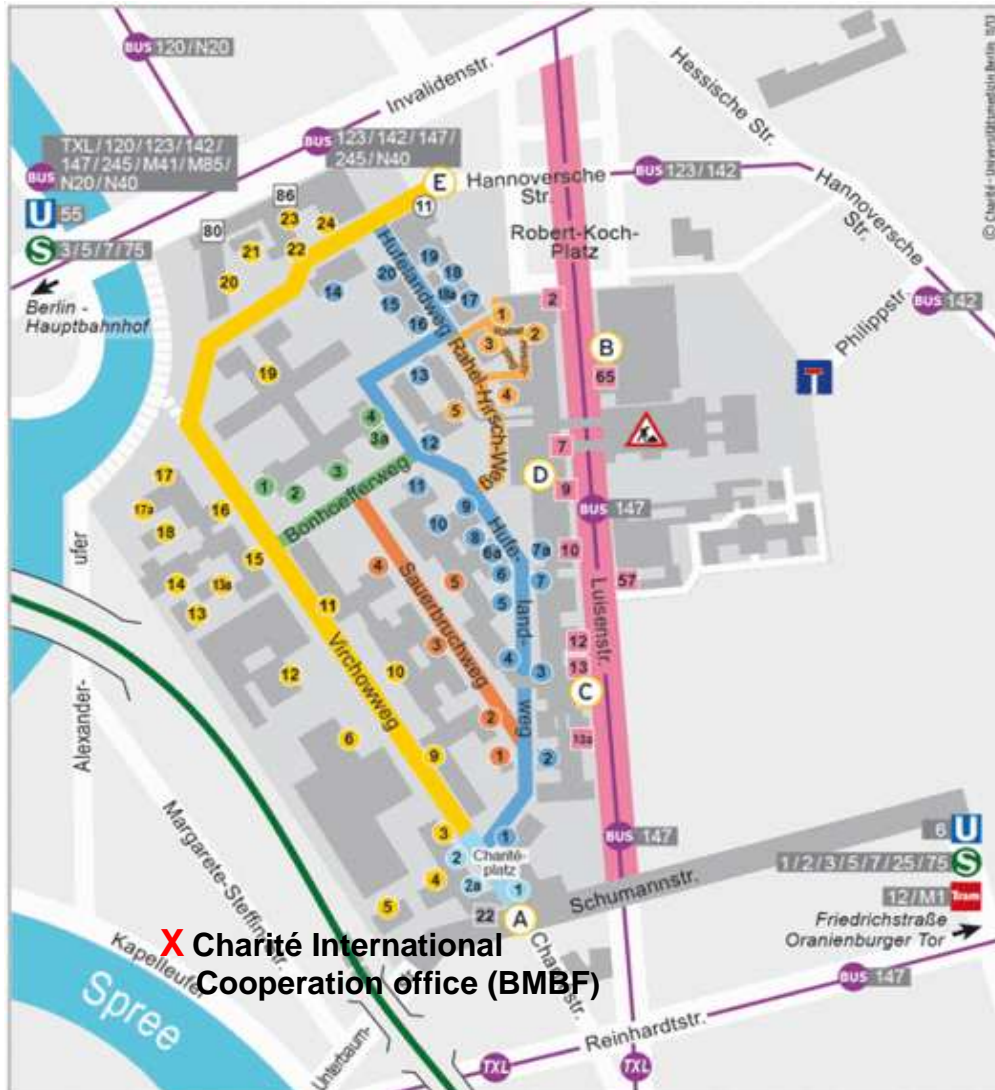 BUS 120/N20
Invalidenstr.
Hessische Str.
© Charité - Universitätsmedizin Berlin 11/13
TXL/120/123/142/
147/245/M41/M85/
N20/N40
BUS
BUS 123/142/147/
245/N40
U 55
S 3/5/7/75
Berlin -
Hauptbahnhof
E
Hannoversche
Str.
BUS 123/142
Hannoversche
Str.
Robert-Koch-
Platz
BUS 142
Philippstr.
80
86
23
24
11
21
22
20
14
19
Hufelandweg
19
20
18
18a
17
15
16
13
12
1
2
3
4
5
Rahel-Hirsch-Weg
2
B
65
7
D
9
BUS 147
10
57
12
13
C
13a
Luisenstr.
4
3a
3
1
2
Bonhoefferweg
17
17a
16
18
15
14
13a
13
11
12
10
6
9
3
4
5
Virchowweg
4
5
3
2
1
Sauerbruchweg
11
10
9
8
6a
7a
6
7
5
4
3
2
1
Hufe-
land-
weg
ufer
Alexander-
Margarete-Steffin-str.
Kapelleufer
Spree
2
Charité-
platz
2a
1
22
A
Schumannstr.
BUS 147
6 U
1/2/3/5/7/25/75 S
12/M1 Tram
Friedrichstraße
Oranienburger Tor
X Charité International
Cooperation office (BMBF)
Unterbaum-
BUS 147
Reinhardtstr.
TXL
TXL